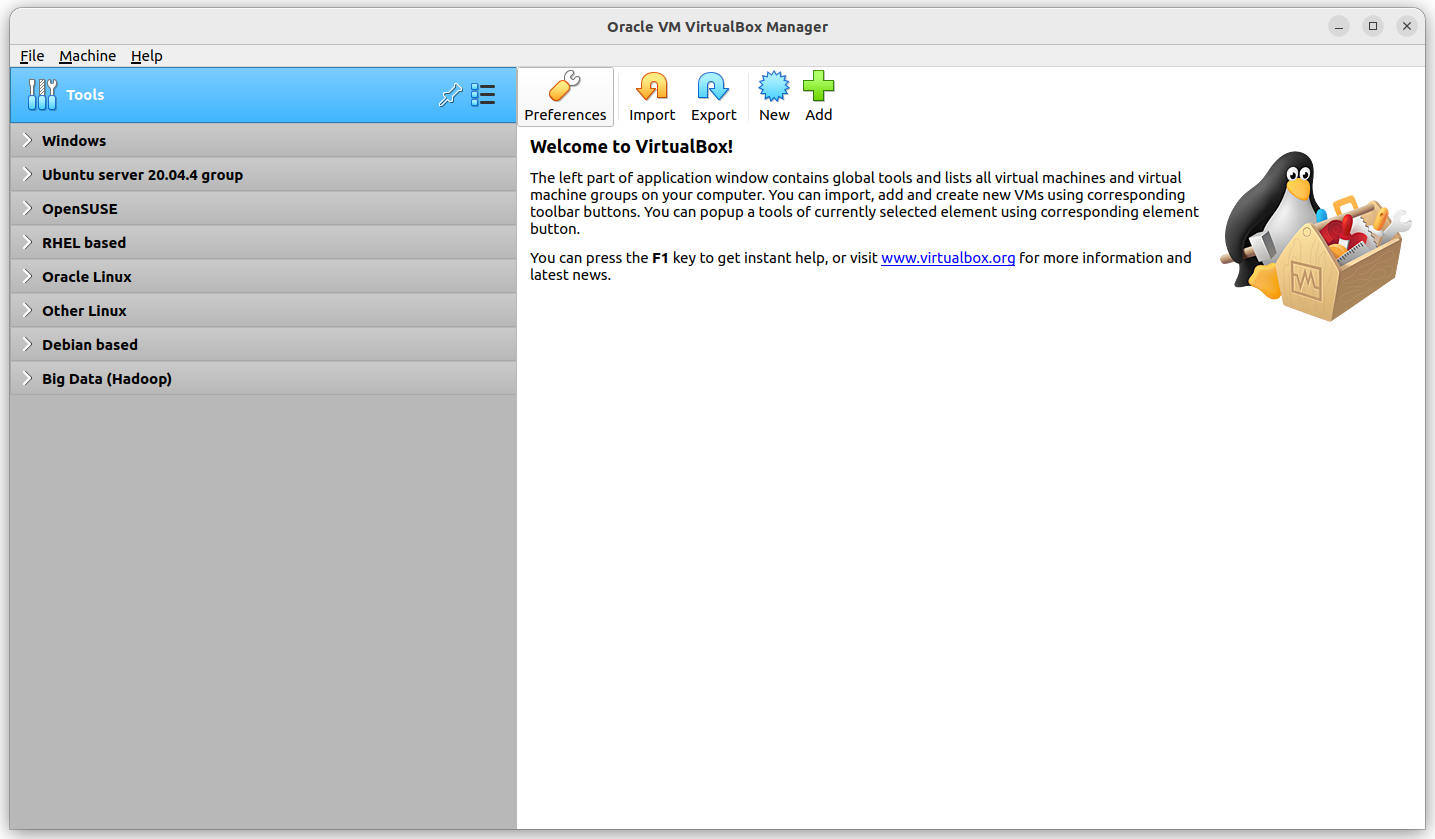 Oracle VM VirtualBox Manager
File Machine Help
Tools
Preferences Import Export New Add
Windows
Ubuntu server 20.04.4 group
OpenSUSE
RHEL based
Oracle Linux
Other Linux
Debian based
Big Data (Hadoop)
Welcome to VirtualBox!
The left part of application window contains global tools and lists all virtual machines and virtual
machine groups on your computer. You can import, add and create new VMs using corresponding
toolbar buttons. You can popup a tools of currently selected element using corresponding element
button.
You can press the F1 key to get instant help, or visit www.virtualbox.org for more information and
latest news.
VM